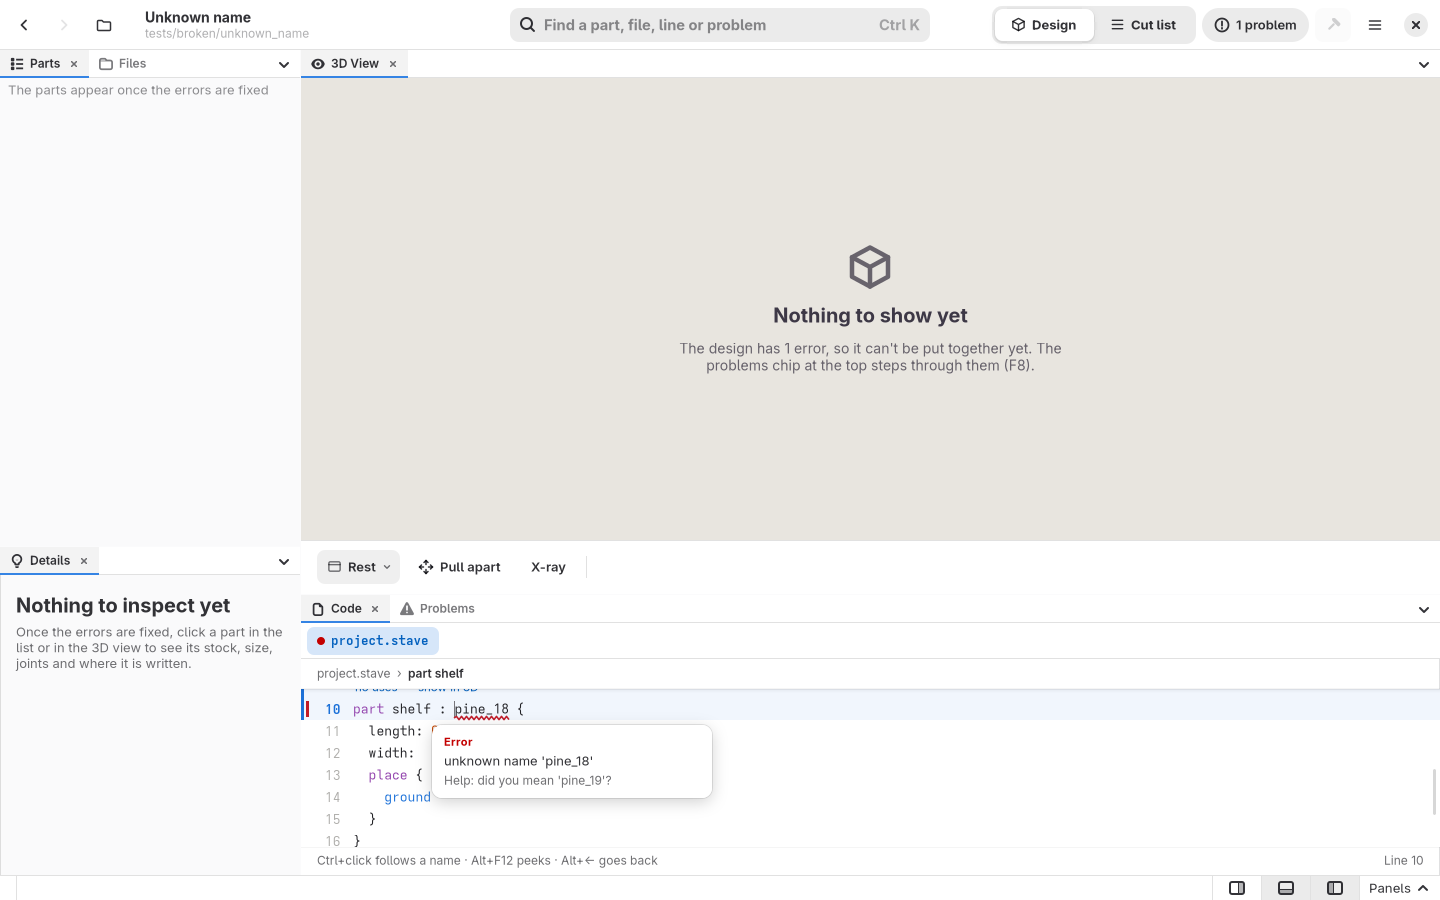 Unknown name
tests/broken/unknown_name
Find a part, file, line or problem
Ctrl K
Design
Cut list
1 problem
Parts
Files
3D View
The parts appear once the errors are fixed
Nothing to show yet
The design has 1 error, so it can't be put together yet. The
problems chip at the top steps through them (F8).
Details
Rest
Pull apart
X-ray
Nothing to inspect yet
Once the errors are fixed, click a part in the
list or in the 3D view to see its stock, size,
joints and where it is written.
Code
Problems
project.stave
project.stave › part shelf
10 part shelf : pine_18 {
11 length:
12 width:
13 place {
14 ground
15 }
16 }
Error
unknown name 'pine_18'
Help: did you mean 'pine_19'?
Ctrl+click follows a name · Alt+F12 peeks · Alt+← goes back
Line 10
Panels